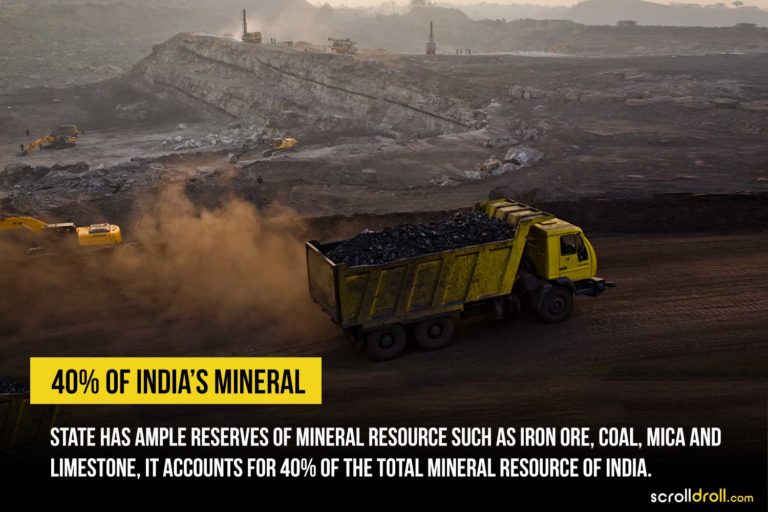 40% OF INDIA'S MINERAL
STATE HAS AMPLE RESERVES OF MINERAL RESOURCE SUCH AS IRON ORE, COAL, MICA AND
LIMESTONE, IT ACCOUNTS FOR 40% OF THE TOTAL MINERAL RESOURCE OF INDIA.
scrolldroll.com